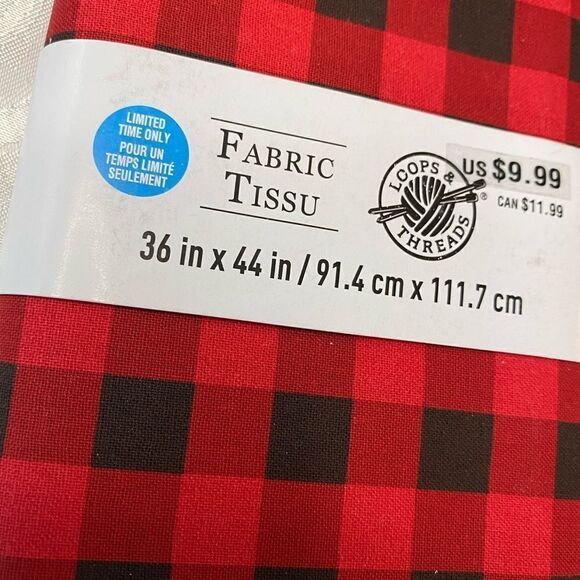 LIMITED
TIME ONLY
POUR UN
TEMPS LIMITÉ
SEULEMENT
FABRIC
TISSU
LOOPS &
THREADS®
US $9.99
CAN $11.99
36 in x 44 in / 91.4 cm x 111.7 cm